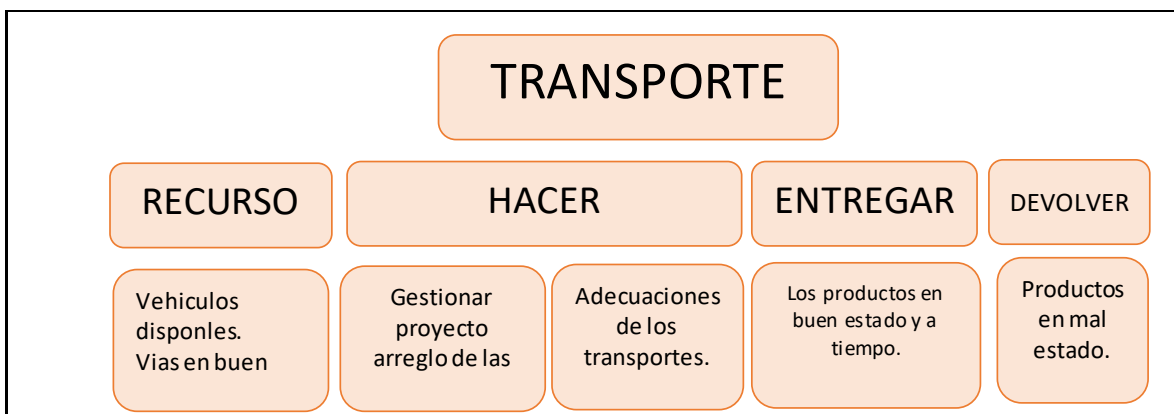 TRANSPORTE
RECURSO
HACER
ENTREGAR
DEVOLVER
Vehiculos
disponles.
Vias en buen
Gestionar
proyecto
arreglo de las
Adecuaciones
de los
transportes.
Los productos en
buen estado y a
tiempo.
Productos
en mal
estado.